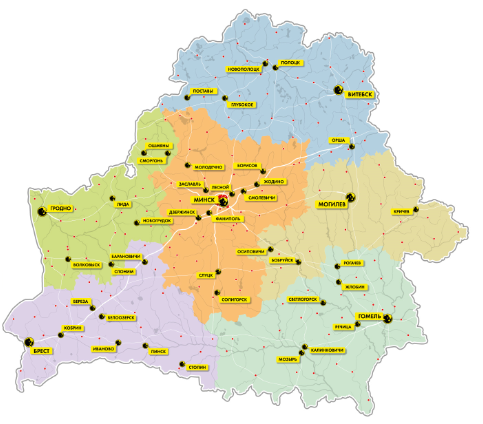 ПОЛОЦК
НОВОПОЛОЦК
ПОСТАВЫ
ВИТЕБСК
ГЛУБОКОЕ
ОРША
ОШМЯНЫ
СМОРГОНЬ
МОЛОДЕЧНО
БОРИСОВ
ЗАСЛАВЛЬ
ЛЕСНОЙ
ЖОДИНО
СМОЛЕВИЧИ
МИНСК
ЛИДА
МОГИЛЕВ
ГРОДНО
ДЗЕРЖИНСК
ФАНИПОЛЬ
КРИЧЕВ
НОВОГРУДОК
ОСИПОВИЧИ
БАРАНОВИЧИ
БОБРУЙСК
ВОЛКОВЫСК
СЛОНИМ
РОГАЧЕВ
СЛУЦК
ЖЛОБИН
БЕРЕЗА
СОЛИГОРСК
СВЕТЛОГОРСК
БЕЛООЗЕРСК
ГОМЕЛЬ
КОБРИН
РЕЧИЦА
БРЕСТ
ИВАНОВО
ПИНСК
КАЛИНКОВИЧИ
МОЗЫРЬ
СТОЛИН